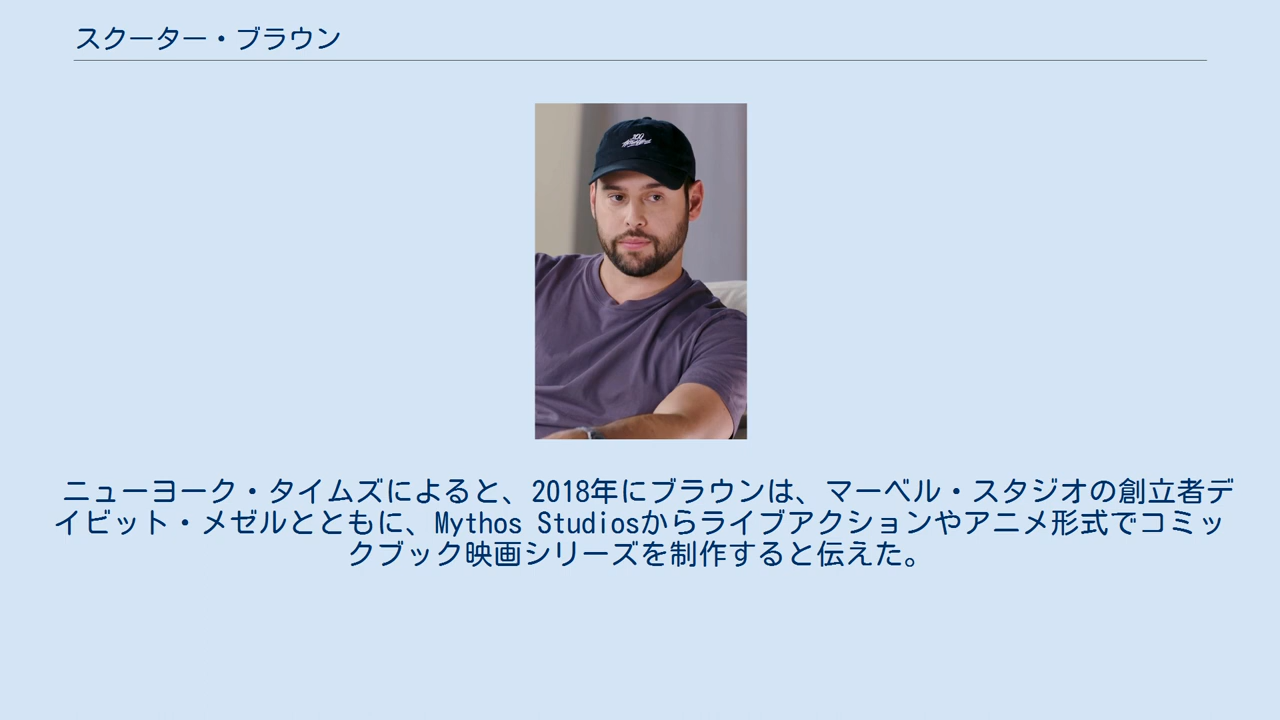 スクーター・ブラウン
ニューヨーク・タイムズによると、2018年にブラウンは、マーベル・スタジオの創立者デ
イビット・メゼルとともに、Mythos Studiosからライブアクションやアニメ形式でコミッ
クブック映画シリーズを制作すると伝えた。